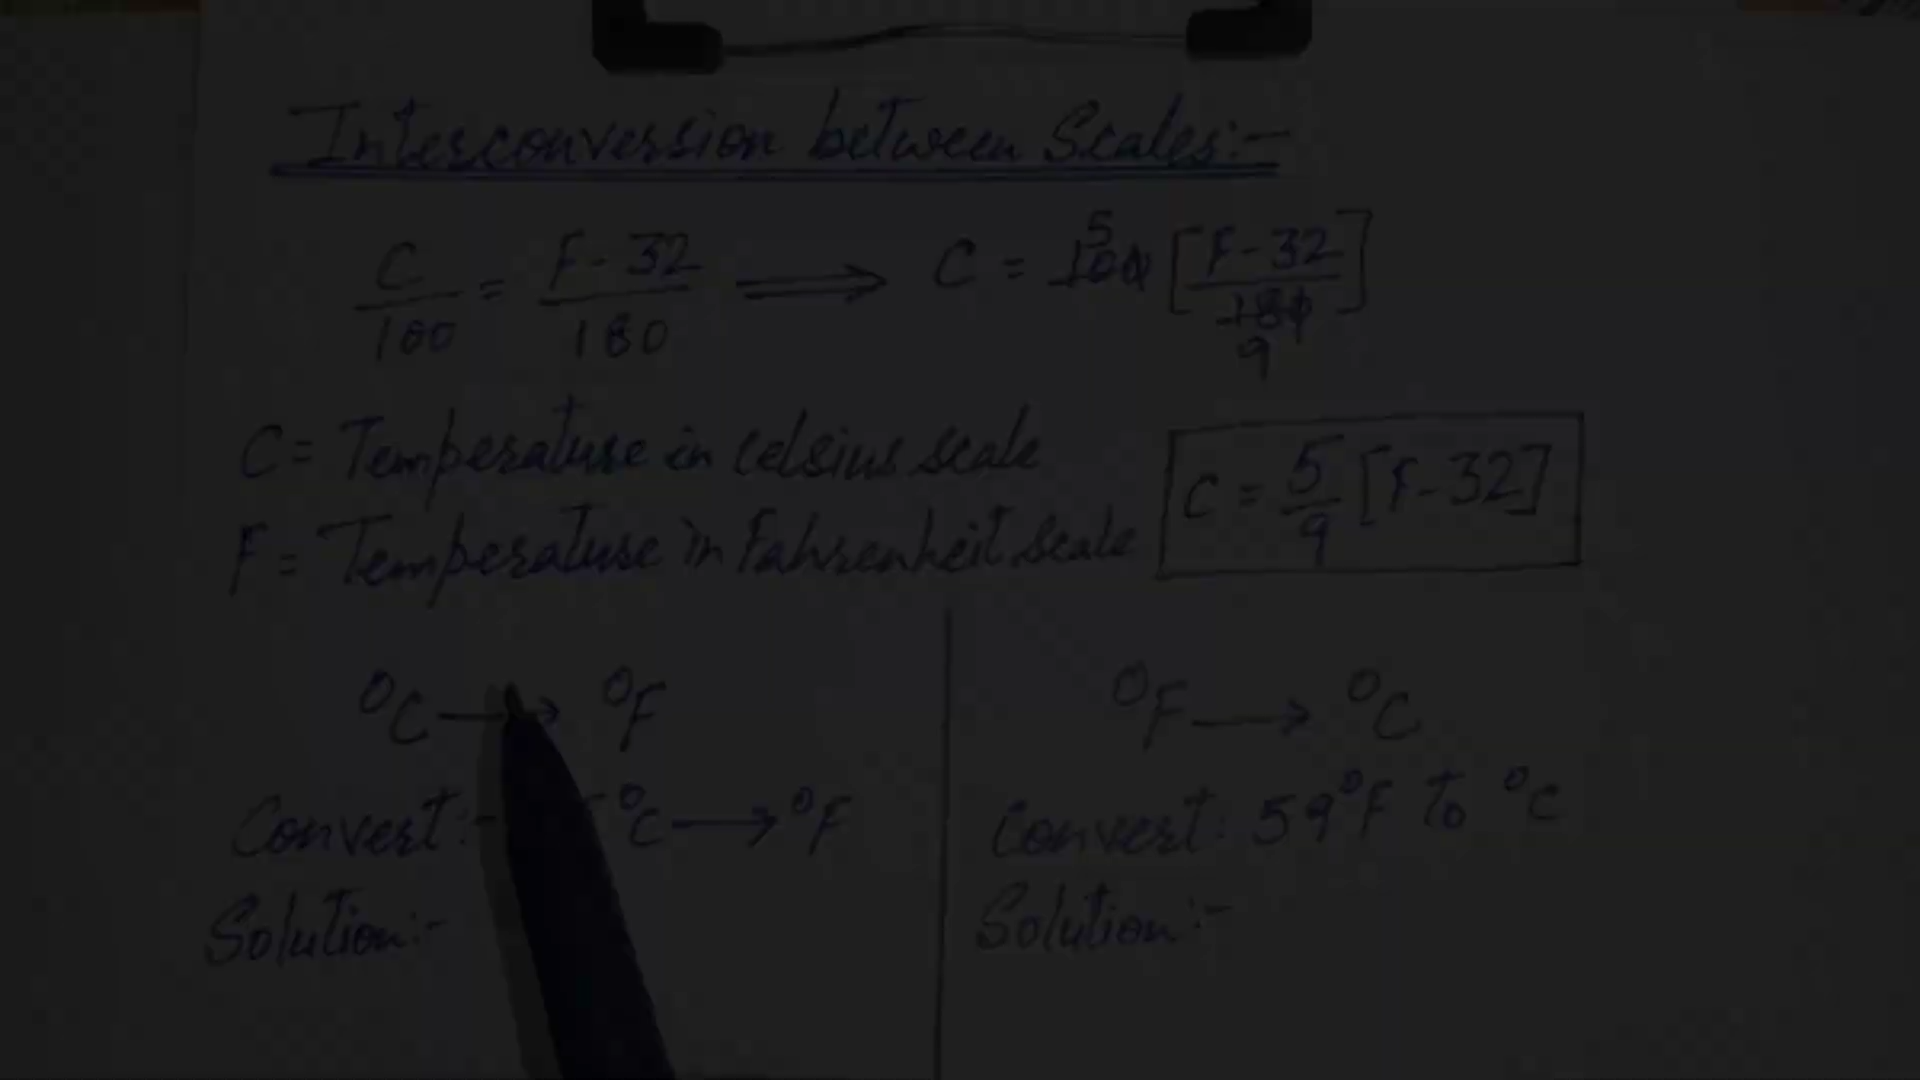 Interconversion between Scales:-
C/100 = F-32/180 ⟹ C = 100 [F-32/180]
5
9
C = Temperature in celsius scale
F = Temperature in Fahrenheit scale
C = 5/9 [F-32]
°C → °F
Convert:- °C → °F
Solution:-
°F → °C
Convert: 59°F to °C
Solution:-